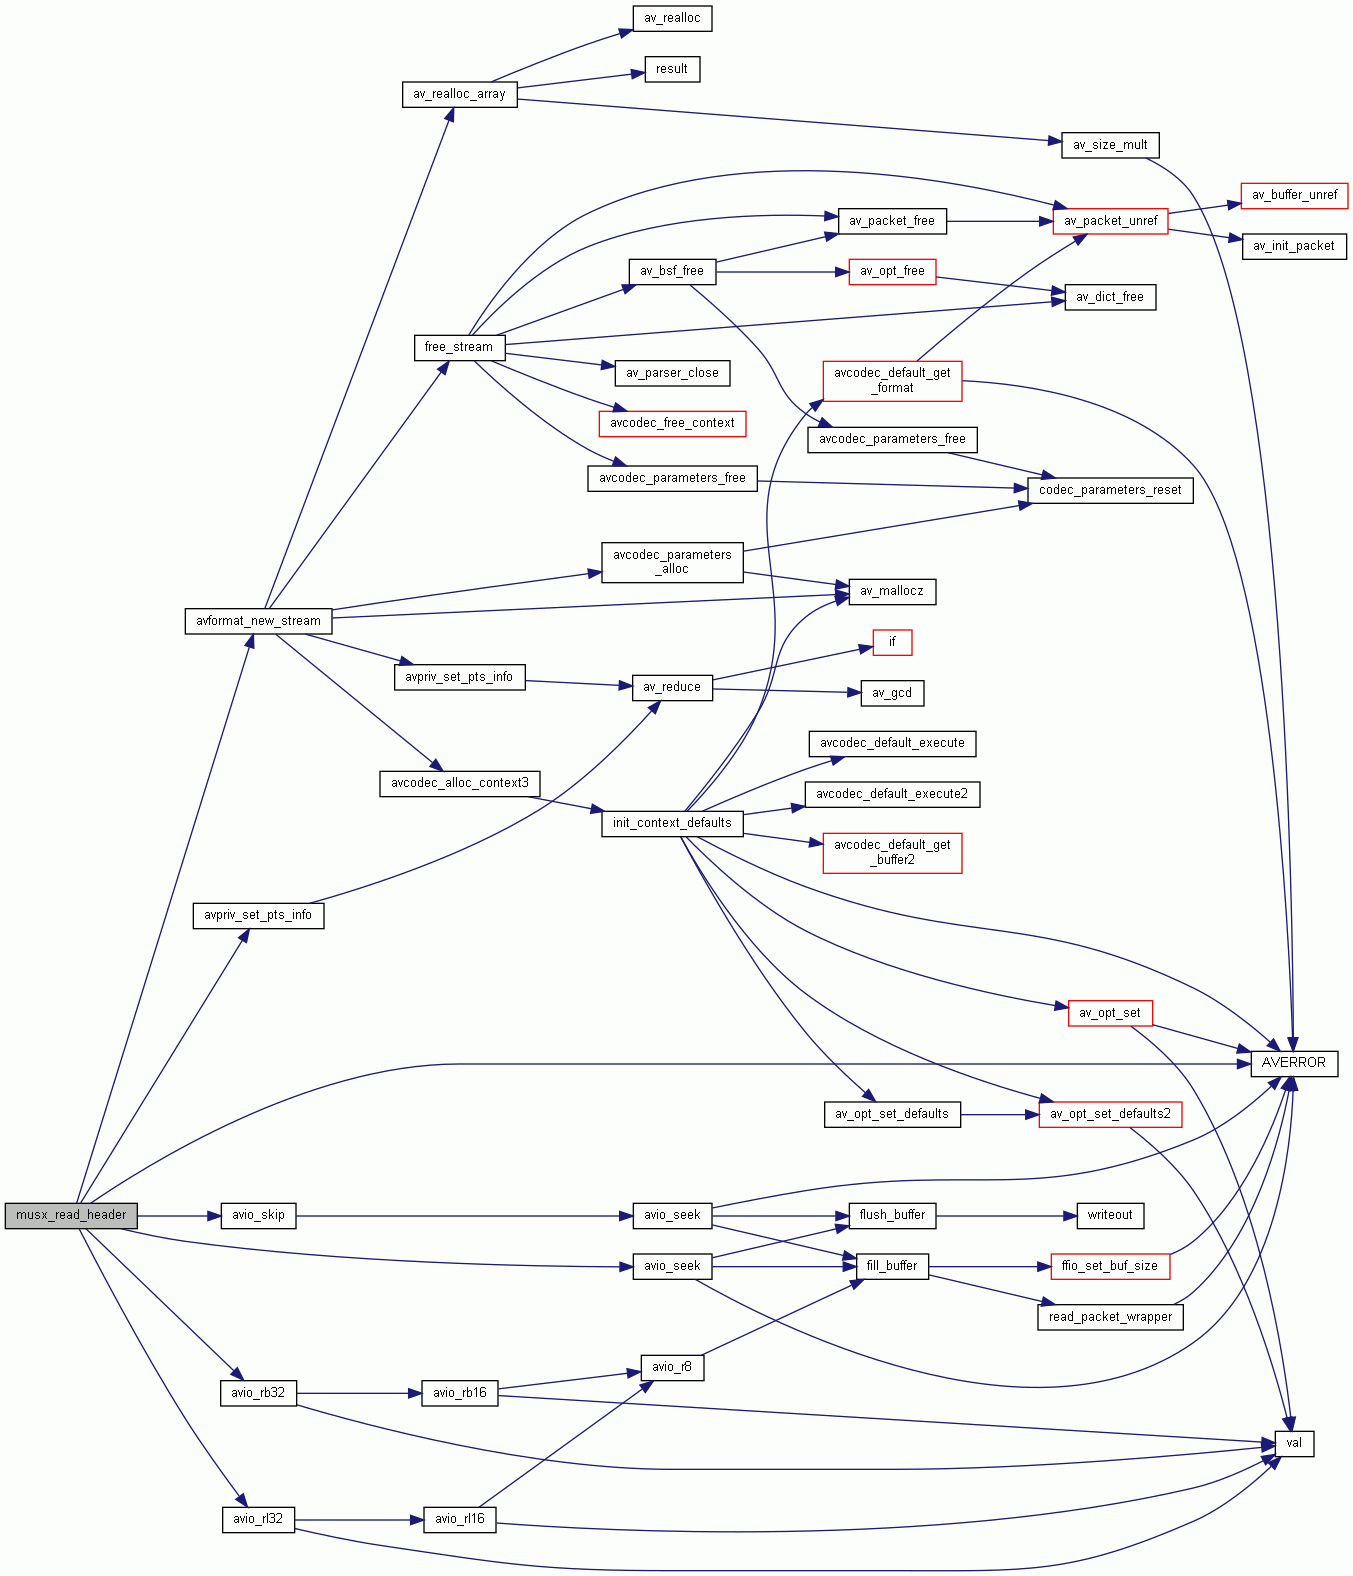 av_realloc
result
av_realloc_array
av_size_mult
av_buffer_unref
av_packet_free
av_packet_unref
av_init_packet
av_bsf_free
av_opt_free
av_dict_free
free_stream
av_parser_close
avcodec_default_get
_format
avcodec_free_context
avcodec_parameters_free
avcodec_parameters_free
codec_parameters_reset
avcodec_parameters
_alloc
av_mallocz
avformat_new_stream
if
avpriv_set_pts_info
av_reduce
av_gcd
avcodec_default_execute
avcodec_alloc_context3
avcodec_default_execute2
init_context_defaults
avcodec_default_get
_buffer2
avpriv_set_pts_info
av_opt_set
AVERROR
av_opt_set_defaults
av_opt_set_defaults2
musx_read_header
avio_skip
avio_seek
flush_buffer
writeout
avio_seek
fill_buffer
ffio_set_buf_size
read_packet_wrapper
avio_r8
avio_rb32
avio_rb16
val
avio_rl32
avio_rl16